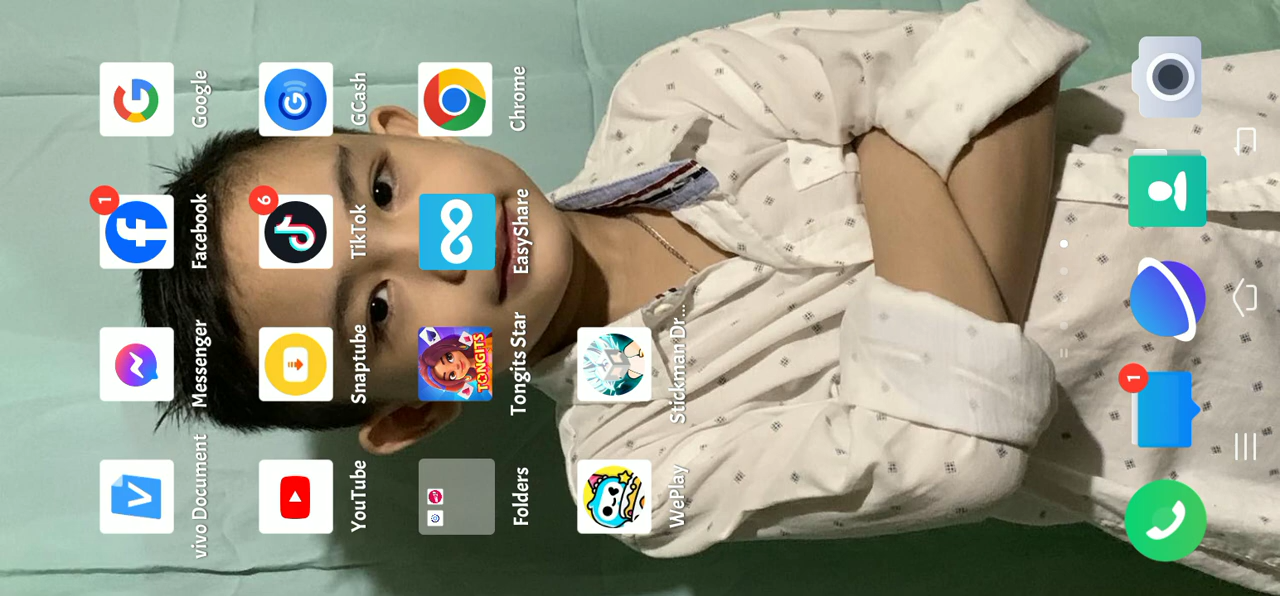 1
vivo Document Messenger Facebook Google
6
YouTube Snaptube TikTok GCash
TONGITS
Folders Tongits Star EasyShare Chrome
WePlay Stickman Dr...
1